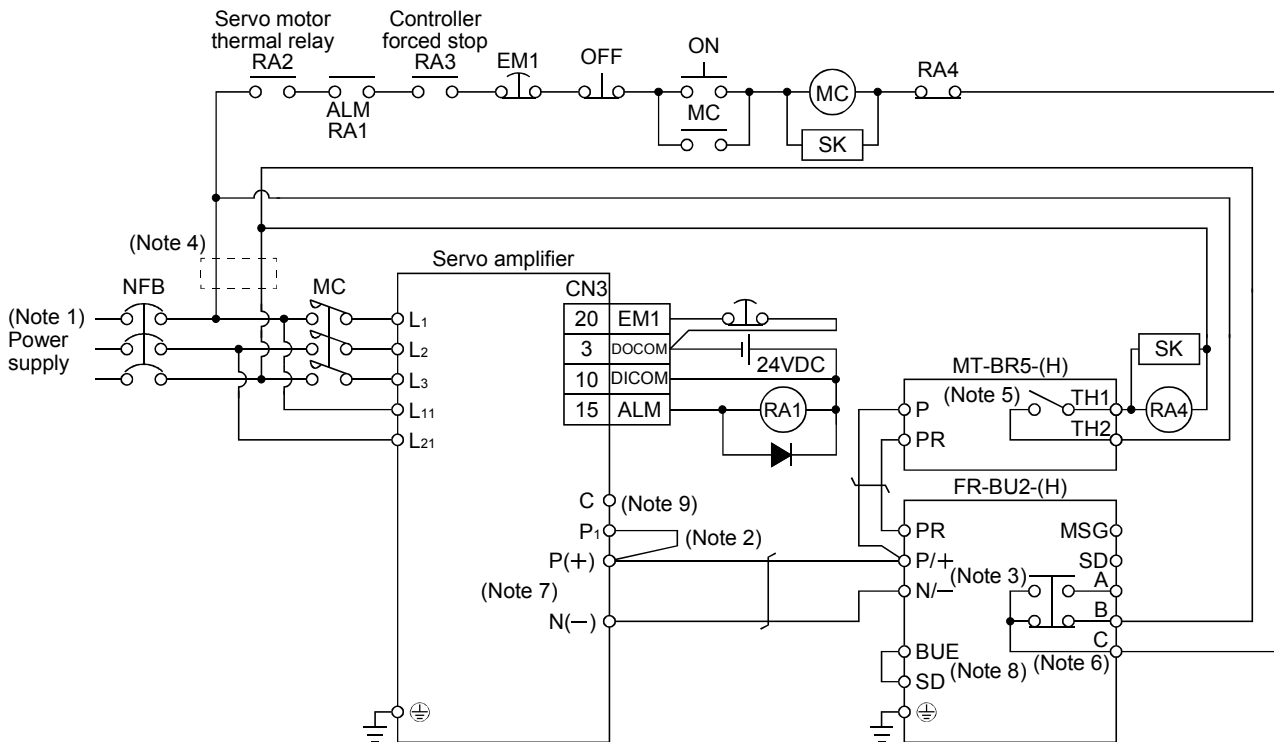 Servo motor
thermal relay
RA2
Controller
forced stop
RA3
EM1
OFF
ON
MC
RA4
ALM
RA1
MC
SK
(Note 4)
Servo amplifier
NFB
MC
CN3
(Note 1)
Power
supply
L1
L2
L3
L11
L21
20 EM1
3 DOCOM
10 DICOM
15 ALM
24VDC
RA1
SK
MT-BR5-(H)
(Note 5)
P
PR
TH1
TH2
RA4
FR-BU2-(H)
C (Note 9)
P1
(Note 2)
P(+)
(Note 7)
N(−)
PR
MSG
P/+
SD
(Note 3)
A
N/−
B
C
BUE
(Note 8)
(Note 6)
SD